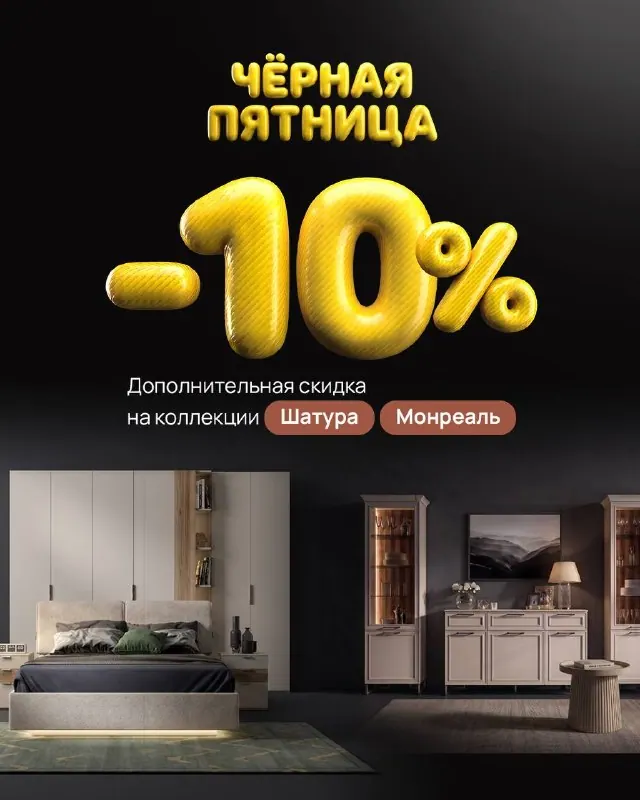 ЧЁРНАЯ
ПЯТНИЦА
-10%
Дополнительная скидка
на коллекции Шатура Монреаль